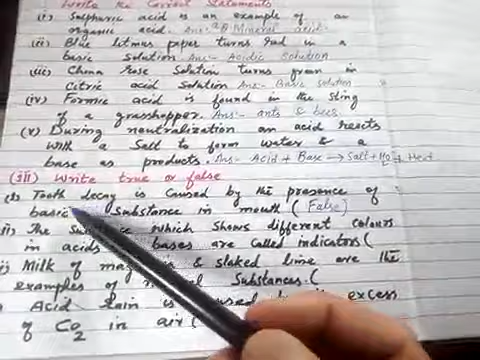 Write the Correct Statements
(i) Sulphuric acid is an example of an
organic acid. Ans- Mineral acid.
(ii) Blue litmus paper turns red in a
basic solution Ans- Acidic Solution
(iii) China Rose Solution turns green in
Citric acid Solution Ans- Basic Solution
(iv) Formic acid is found in the sting
of a grasshopper. Ans- ants & bees.
(v) During neutralization an acid reacts
with a Salt to form water & a
base as products. Ans- Acid + Base → Salt + H2O + Heat
(iii) Write true or false
(i) Tooth decay is Caused by the presence of
basic Substance in mouth (False)
ii) The which Shows different Colours
in acids bases are Called indicators(
Milk of & slaked lime are the
examples of Substances. (
Acid Rain is excess
of Co2 in air (